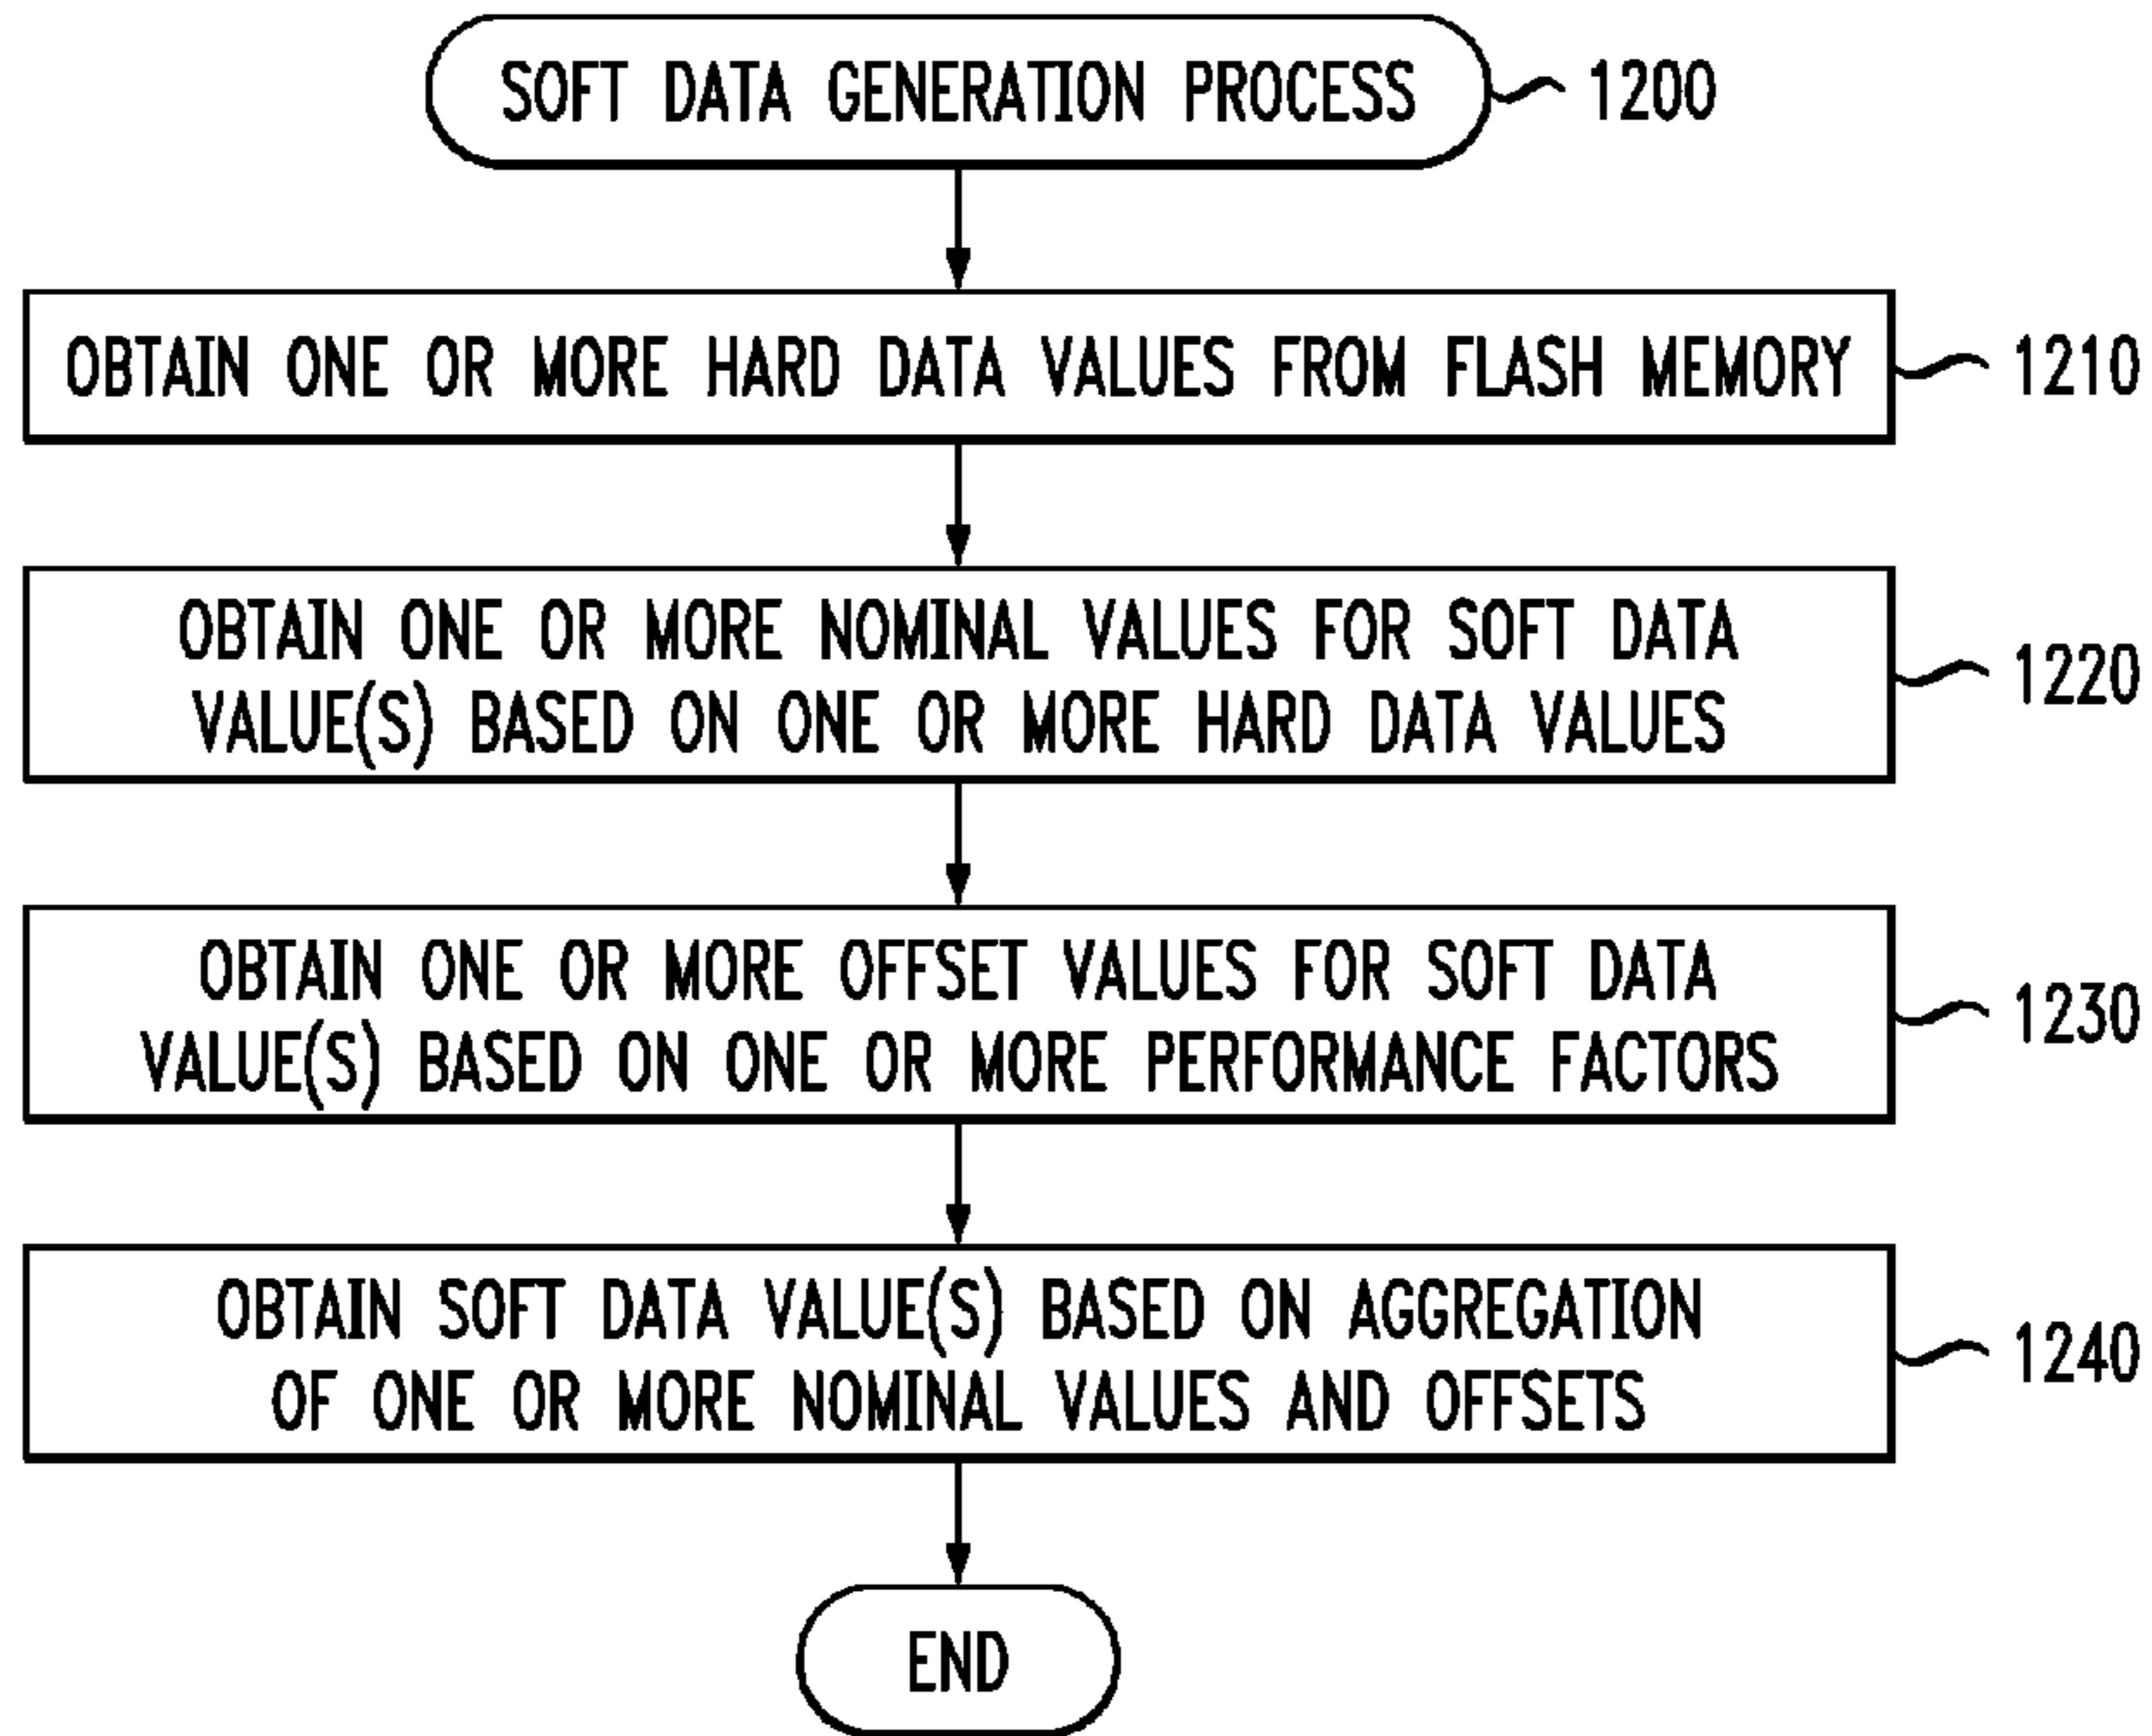 SOFT DATA GENERATION PROCESS 1200
OBTAIN ONE OR MORE HARD DATA VALUES FROM FLASH MEMORY 1210
OBTAIN ONE OR MORE NOMINAL VALUES FOR SOFT DATA
VALUE(S) BASED ON ONE OR MORE HARD DATA VALUES
1220
OBTAIN ONE OR MORE OFFSET VALUES FOR SOFT DATA
VALUE(S) BASED ON ONE OR MORE PERFORMANCE FACTORS
1230
OBTAIN SOFT DATA VALUE(S) BASED ON AGGREGATION
OF ONE OR MORE NOMINAL VALUES AND OFFSETS
1240
END